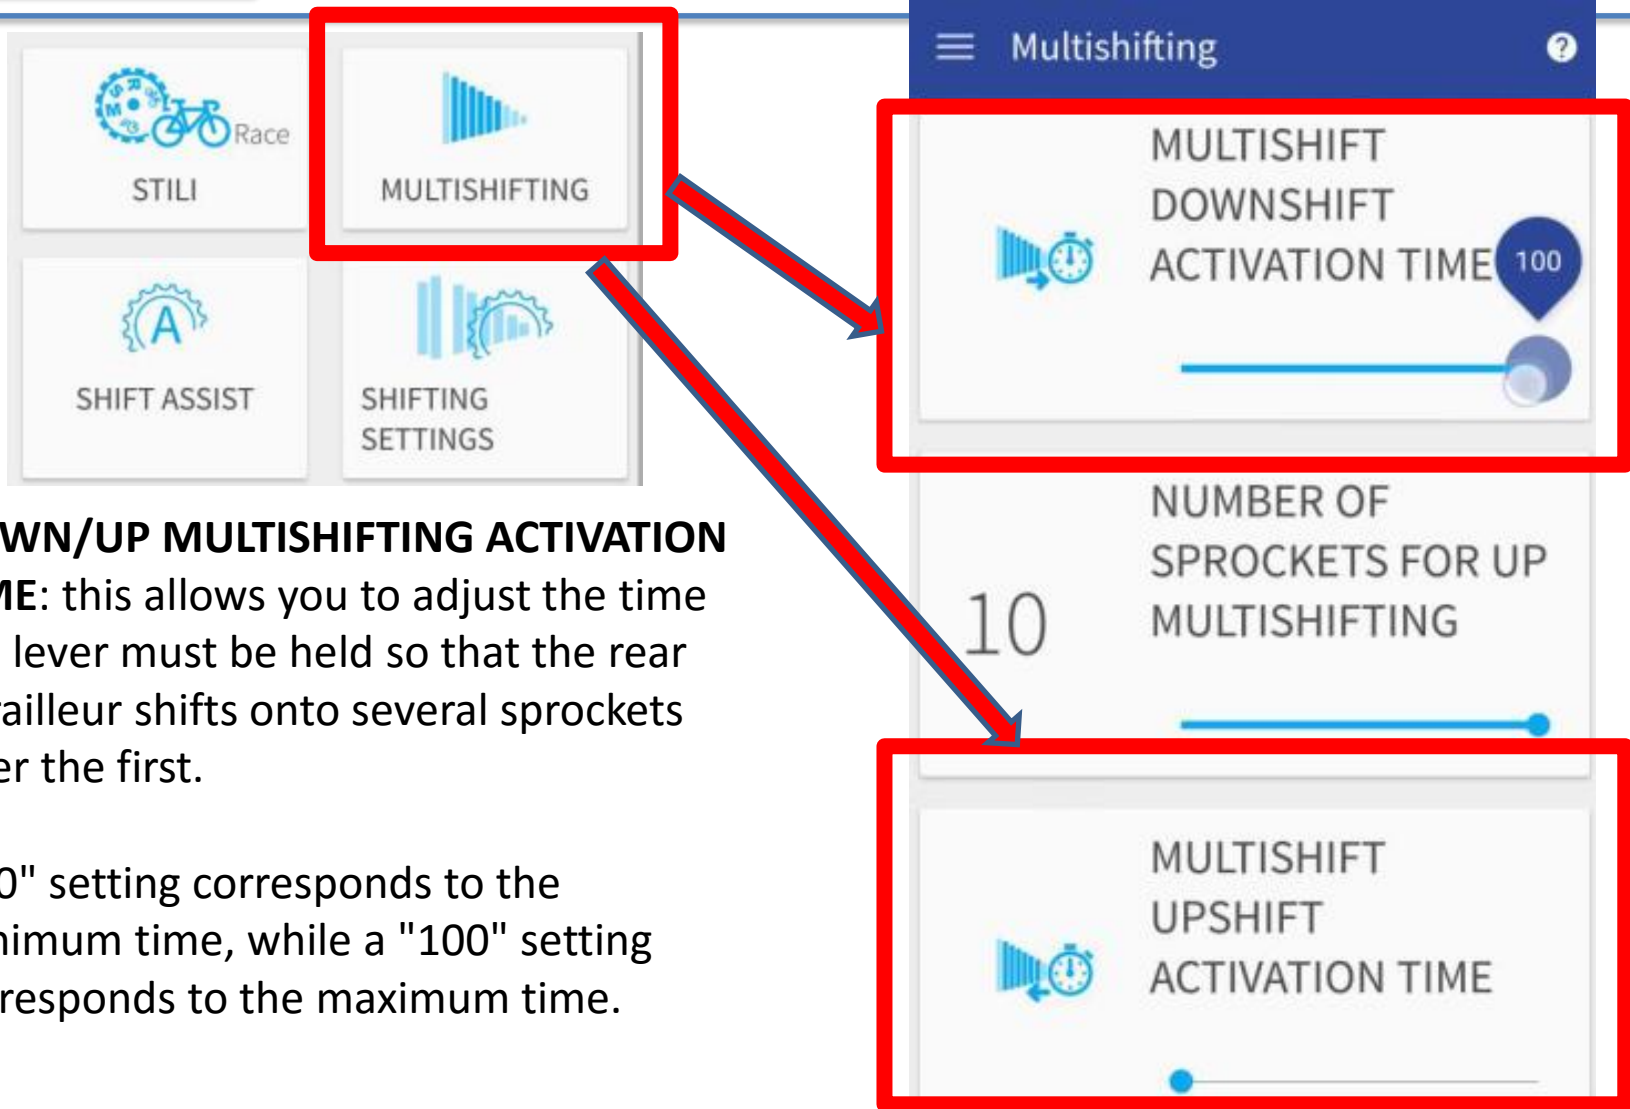 Race
STILI
MULTISHIFTING
SHIFT ASSIST
SHIFTING
SETTINGS
WN/UP MULTISHIFTING ACTIVATION
ME: this allows you to adjust the time
lever must be held so that the rear
railleur shifts onto several sprockets
er the first.
0" setting corresponds to the
nimum time, while a "100" setting
rresponds to the maximum time.
Multishifting
?
MULTISHIFT
DOWNSHIFT
ACTIVATION TIME
100
NUMBER OF
SPROCKETS FOR UP
MULTISHIFTING
10
MULTISHIFT
UPSHIFT
ACTIVATION TIME